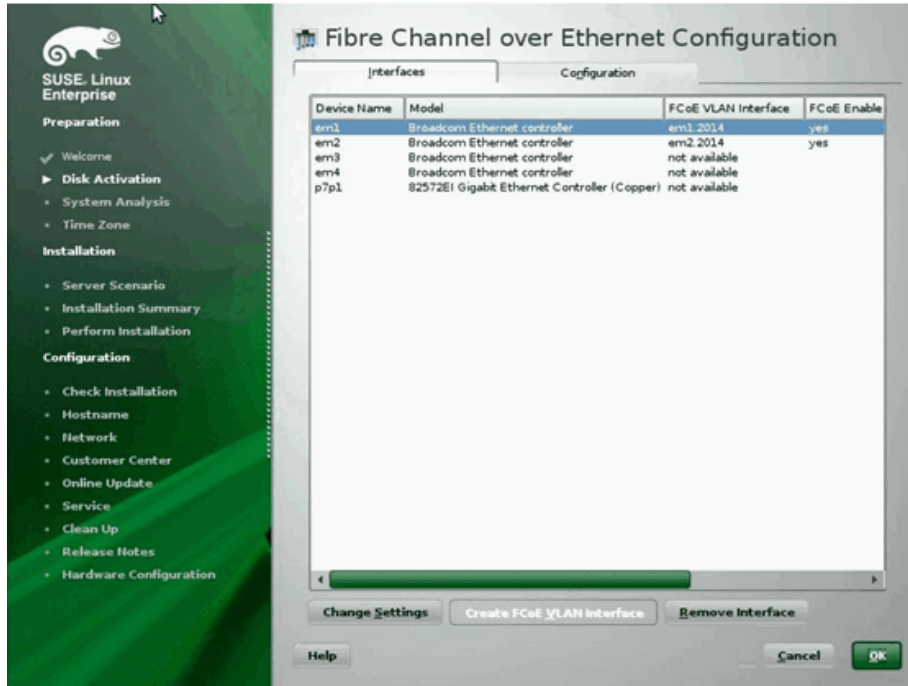 SUSE. Linux
Enterprise
Preparation
Welcome
Disk Activation
System Analysis
Time Zone
Installation
Server Scenario
Installation Summary
Perform Installation
Configuration
Check Installation
Hostname
Network
Customer Center
Online Update
Service
Clean Up
Release Notes
Hardware Configuration
Fibre Channel over Ethernet Configuration
Interfaces Configuration
Device Name Model FCoE VLAN Interface FCoE Enable
em1 Broadcom Ethernet controller em1.2014 yes
em2 Broadcom Ethernet controller em2.2014 yes
em3 Broadcom Ethernet controller not available
em4 Broadcom Ethernet controller not available
p7p1 82572EI Gigabit Ethernet Controller (Copper) not available
Change Settings Create FCoE VLAN Interface Remove Interface
Help Cancel OK